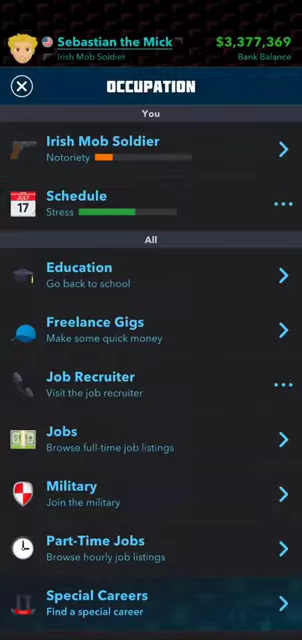 Sebastian the Mick
$3,377,369
Irish Mob Soldier
Bank Balance
OCCUPATION
You
Irish Mob Soldier
Notoriety
JULY
17
Schedule
Stress
All
Education
Go back to school
Freelance Gigs
Make some quick money
Job Recruiter
Visit the job recruiter
Jobs
Browse full-time job listings
Military
Join the military
Part-Time Jobs
Browse hourly job listings
Special Careers
Find a special career